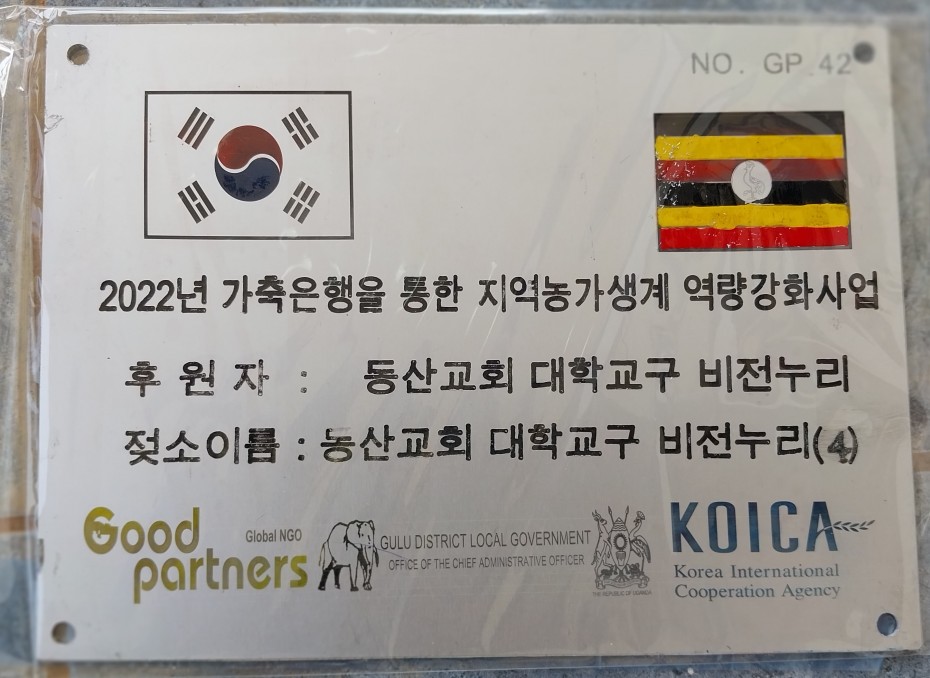 NO. GP 42
2022년 가축은행을 통한 지역농가생계 역량강화사업
후 원 자 : 동산교회 대학교구 비전누리
젖소이름 : 동산교회 대학교구 비전누리(4)
Good partners
Global NGO
GULU DISTRICT LOCAL GOVERNMENT
OFFICE OF THE CHIEF ADMINISTRATIVE OFFICER
THE REPUBLIC OF UGANDA
KOICA
Korea International
Cooperation Agency